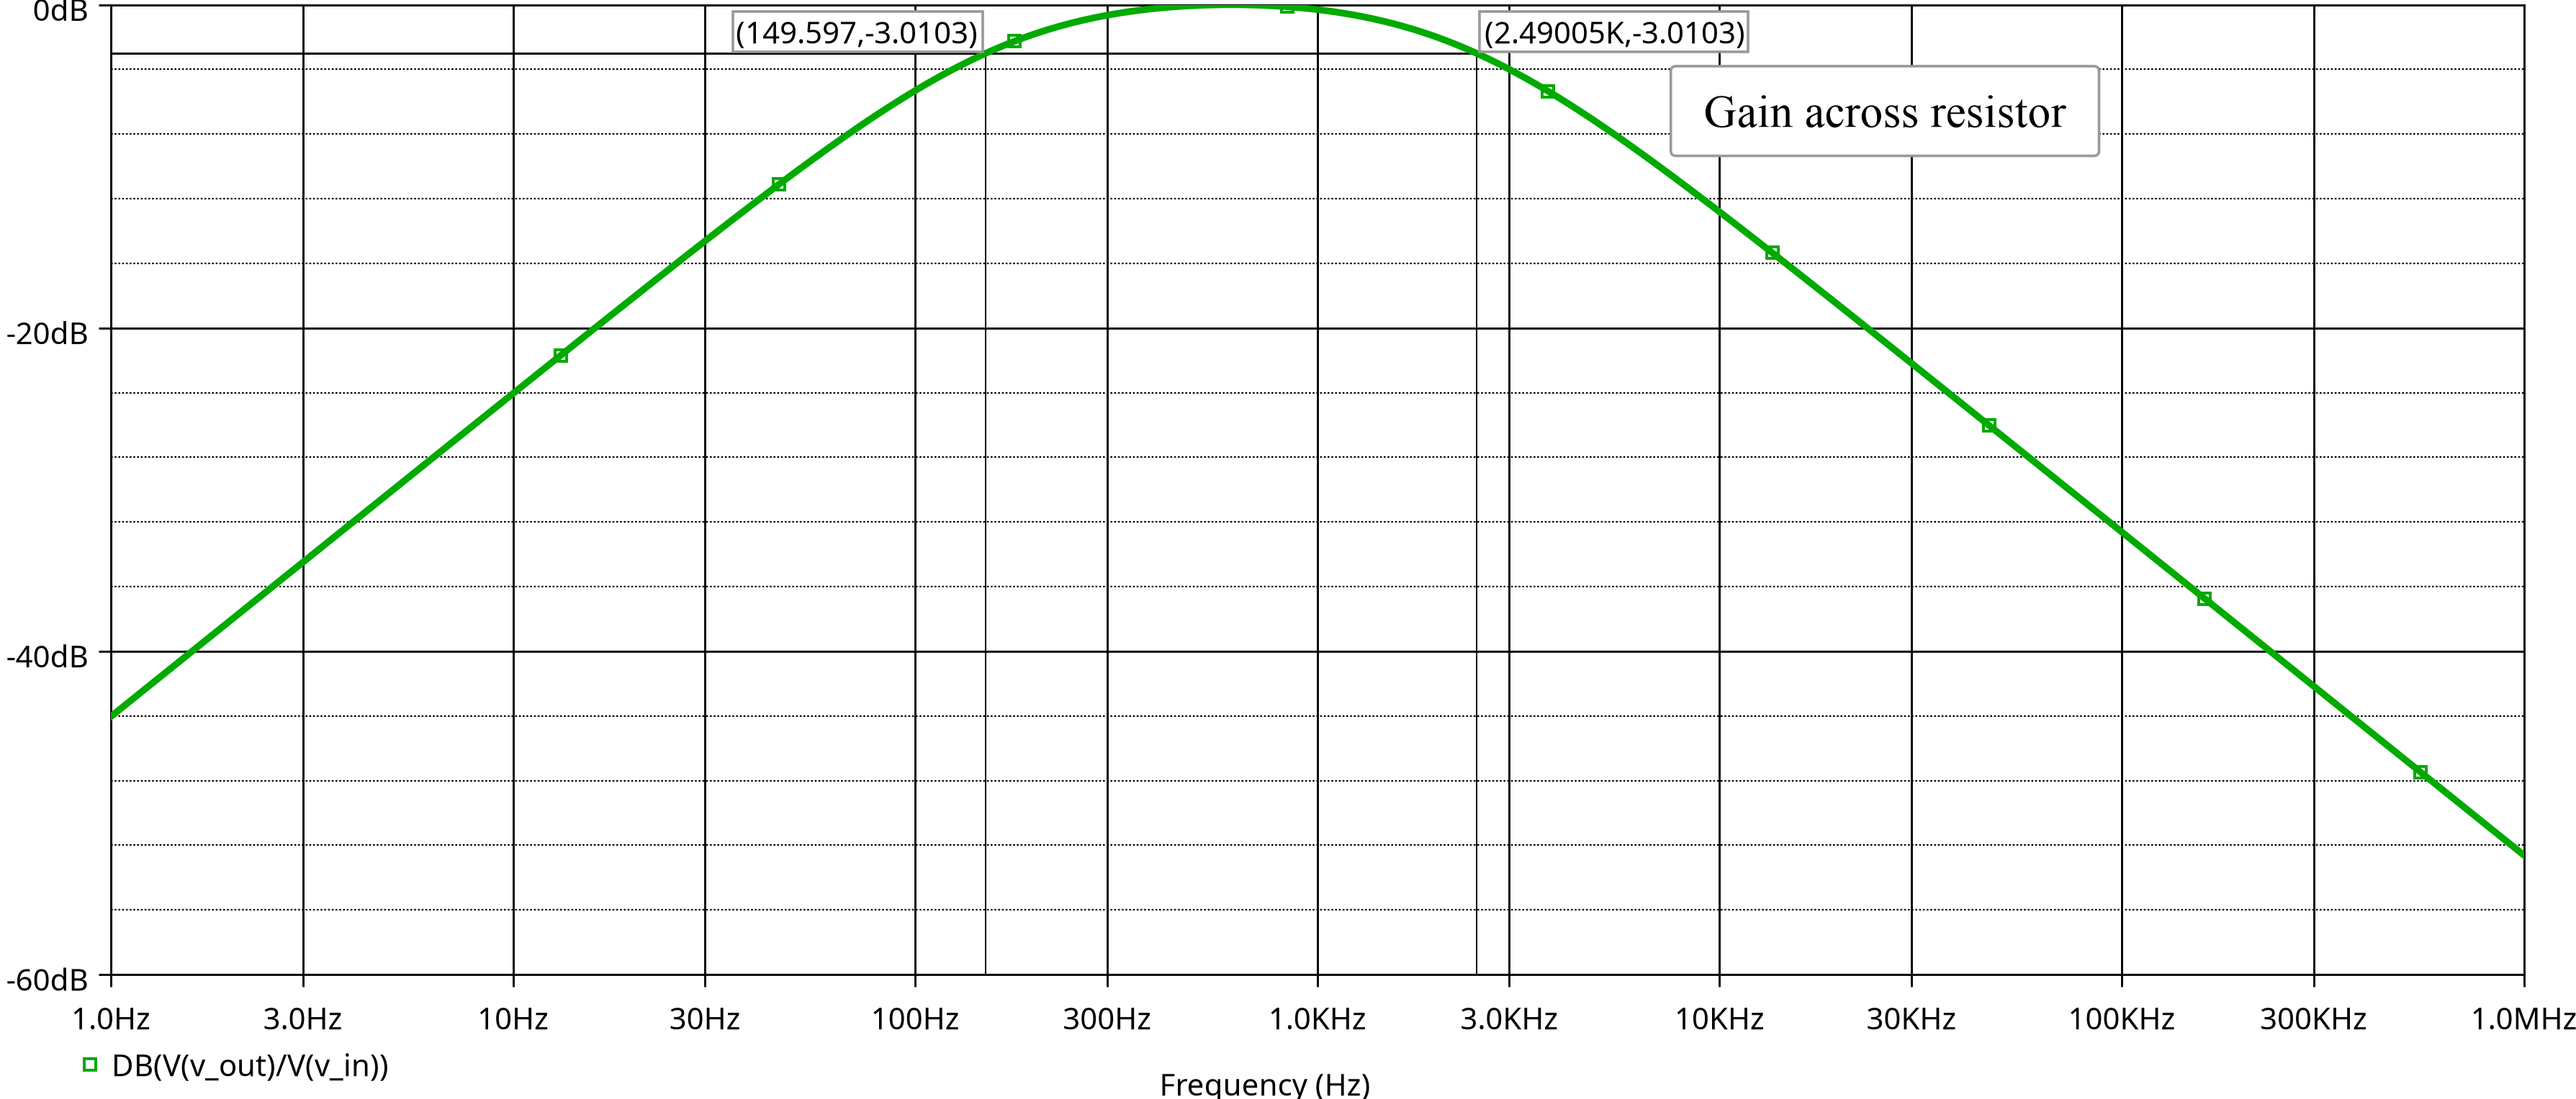 0dB
(149.597,-3.0103)
(2.49005K,-3.0103)
Gain across resistor
-20dB
-40dB
-60dB
1.0Hz 3.0Hz 10Hz 30Hz 100Hz 300Hz 1.0KHz 3.0KHz 10KHz 30KHz 100KHz 300KHz 1.0MHz
DB(V(v_out)/V(v_in))
Frequency (Hz)